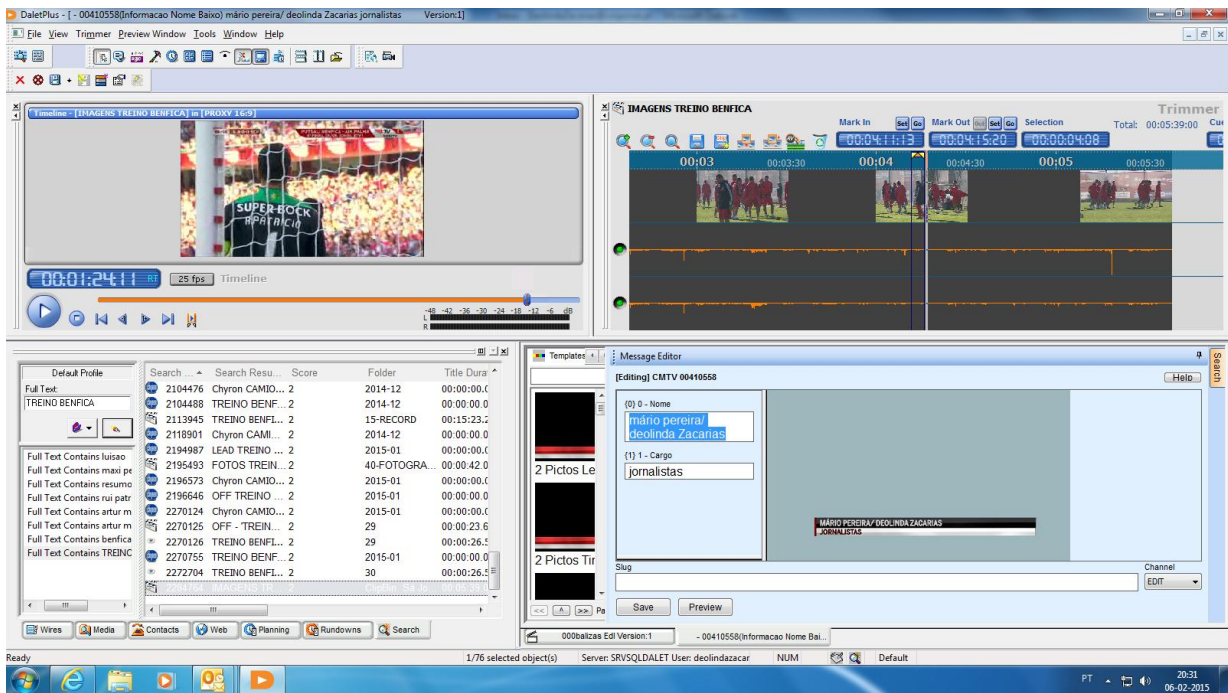 DaletPlus - [ - 00410558(Informacao Nome Baixo) mário pereira/ deolinda Zacarias jornalistas Version:1]
File View Trimmer Preview Window Tools Window Help
Timeline - [IMAGENS TREINO BENFICA] in [PROXY 16:9]
SUPER BOCK
R.PATRÍCIO
00:01:24:11 RT
25 fps
Timeline
-48 -42 -36 -30 -24 -18 -12 -6 dB
L
R
IMAGENS TREINO BENFICA
Trimmer
Mark In Set Go Mark Out Out Set Go Selection Total: 00:05:39:00 Cue
00:04:11:13 00:04:15:20 00:00:04:08
00:03 00:03:30 00:04 00:04:30 00:05 00:05:30
Default Profile
Full Text:
TREINO BENFICA
Full Text Contains luisao
Full Text Contains maxi pe
Full Text Contains resumo
Full Text Contains rui patr
Full Text Contains artur m
Full Text Contains artur m
Full Text Contains benfica
Full Text Contains TREINC
Search ... Search Resu... Score Folder Title Dura
2104476 Chyron CAMIO... 2 2014-12 00:00:00.0
2104488 TREINO BENF... 2 2014-12 00:00:00.0
2113945 TREINO BENFI... 2 15-RECORD 00:15:23.2
2118901 Chyron CAMI... 2 2014-12 00:00:00.0
2194987 LEAD TREINO ... 2 2015-01 00:00:00.0
2195493 FOTOS TREIN... 2 40-FOTOGRA... 00:00:42.0
2196573 Chyron CAMIO... 2 2015-01 00:00:00.0
2196646 OFF TREINO ... 2 2015-01 00:00:00.0
2270124 Chyron CAMIO... 2 2015-01 00:00:00.0
2270125 OFF - TREIN... 2 29 00:00:23.6
2270126 TREINO BENFI... 2 29 00:00:26.5
2270755 TREINO BENF... 2 2015-01 00:00:00.0
2272704 TREINO BENFI... 2 30 00:00:26.5
IMAGENS TR... 2
Wires Media Contacts Web Planning Rundowns Search
Templates
2 Pictos Le
2 Pictos Tir
<< ^ >> Pa
Message Editor
Search
[Editing] CMTV 00410558
Help
{0} 0 - Nome
mário pereira/
deolinda Zacarias
{1} 1 - Cargo
jornalistas
MÁRIO PEREIRA/ DEOLINDA ZACARIAS
JORNALISTAS
Slug
Channel
EDIT
Save Preview
000balizas Edl Version:1 - 00410558(Informacao Nome Bai...
Ready 1/76 selected object(s) Server: SRVSQLDALET User: deolindazacar NUM Default
PT 20:31
06-02-2015